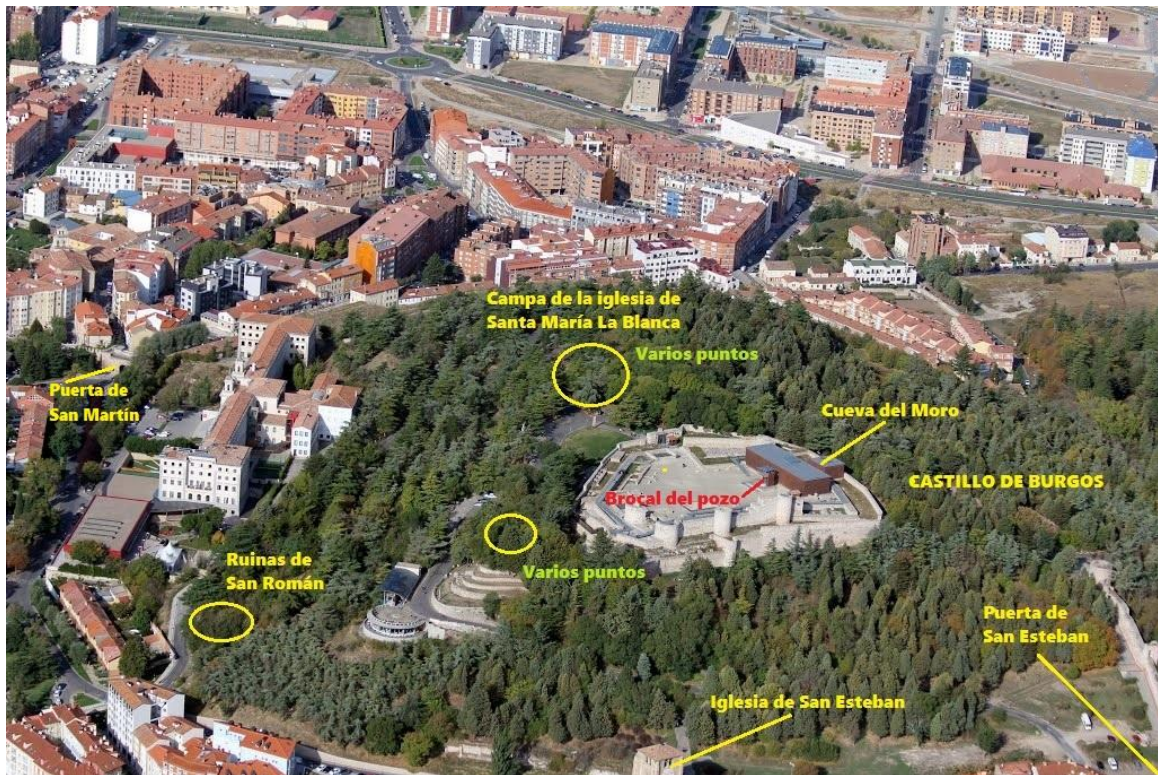 Campa de la iglesia de
Santa María La Blanca
Varios puntos
Puerta de
San Martín
Cueva del Moro
CASTILLO DE BURGOS
Brocal del pozo
Ruinas de
San Román
Varios puntos
Puerta de
San Esteban
Iglesia de San Esteban